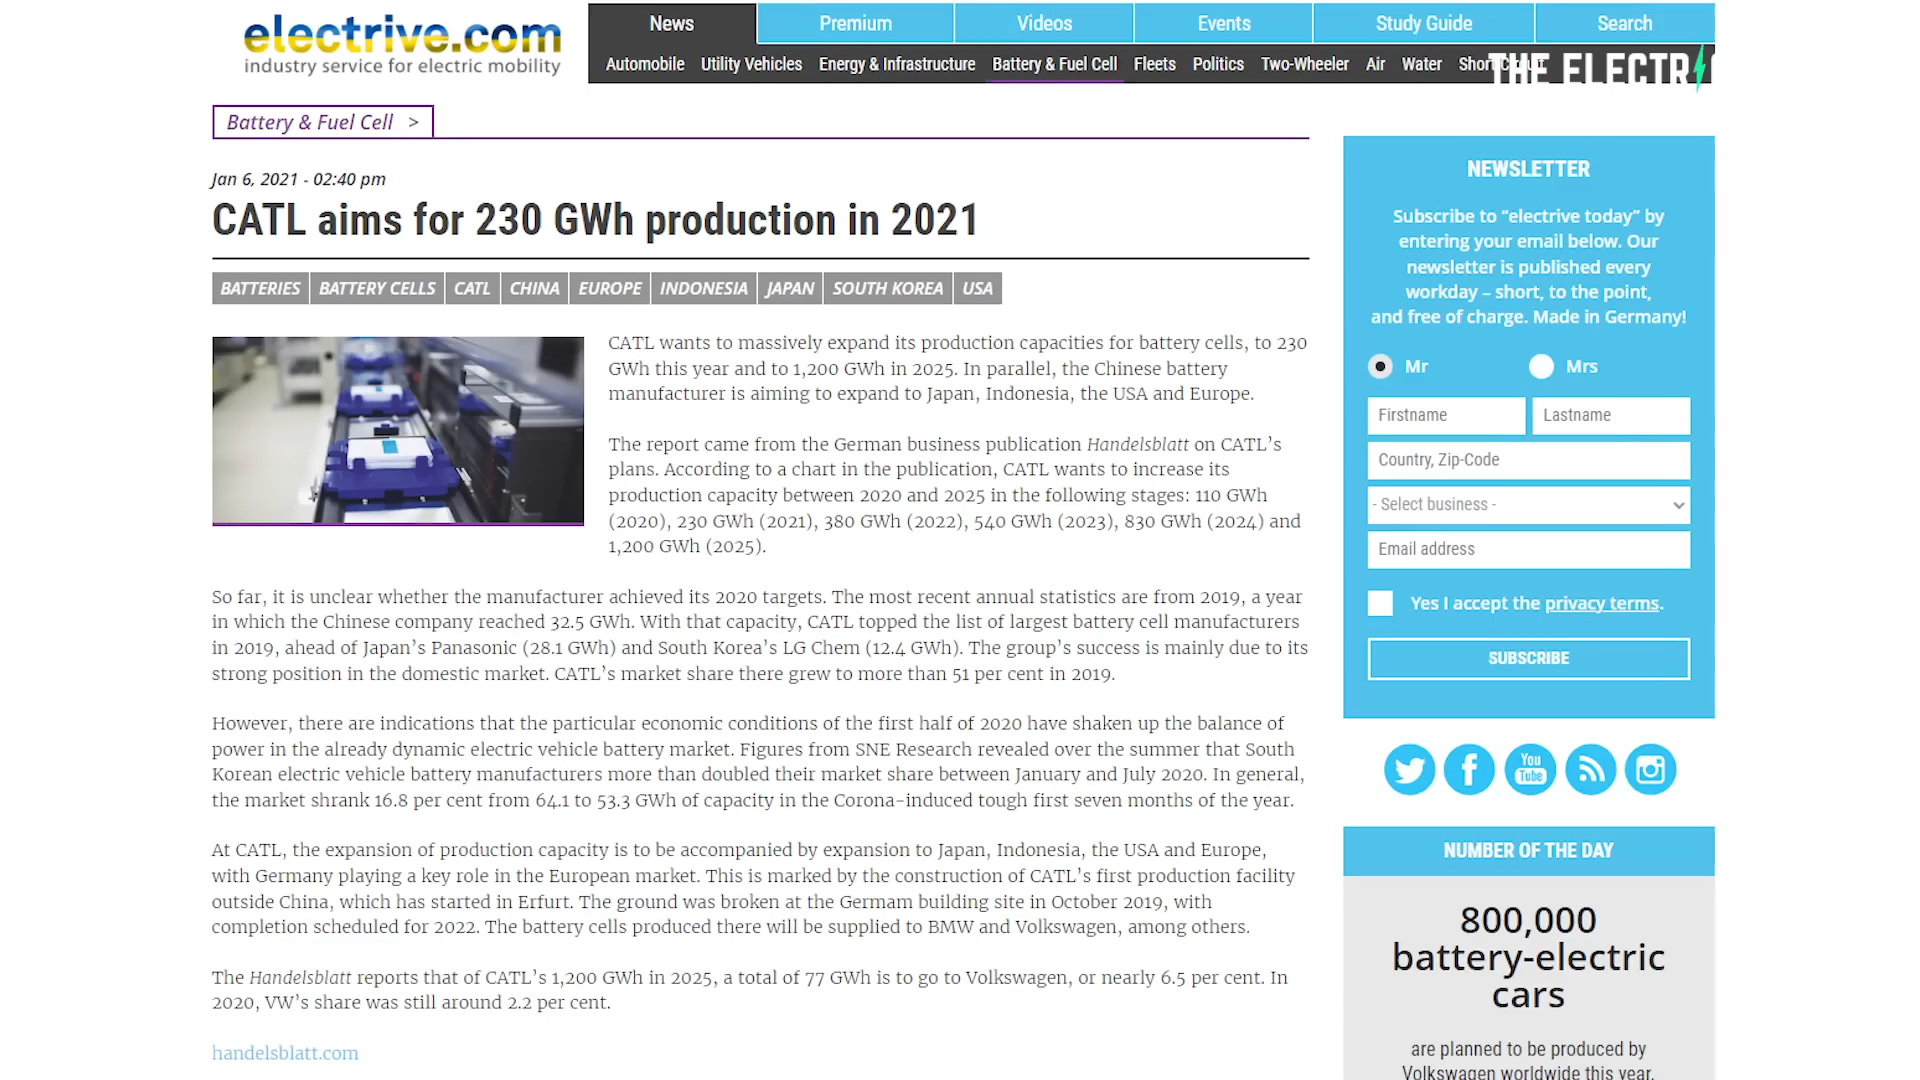 electrive.com
industry service for electric mobility
News Premium Videos Events Study Guide Search
Automobile Utility Vehicles Energy & Infrastructure Battery & Fuel Cell Fleets Politics Two-Wheeler Air Water Short
THE ELECTR
Battery & Fuel Cell >
Jan 6, 2021 - 02:40 pm
CATL aims for 230 GWh production in 2021
BATTERIES BATTERY CELLS CATL CHINA EUROPE INDONESIA JAPAN SOUTH KOREA USA
CATL wants to massively expand its production capacities for battery cells, to 230
GWh this year and to 1,200 GWh in 2025. In parallel, the Chinese battery
manufacturer is aiming to expand to Japan, Indonesia, the USA and Europe.
The report came from the German business publication Handelsblatt on CATL’s
plans. According to a chart in the publication, CATL wants to increase its
production capacity between 2020 and 2025 in the following stages: 110 GWh
(2020), 230 GWh (2021), 380 GWh (2022), 540 GWh (2023), 830 GWh (2024) and
1,200 GWh (2025).
So far, it is unclear whether the manufacturer achieved its 2020 targets. The most recent annual statistics are from 2019, a year
in which the Chinese company reached 32.5 GWh. With that capacity, CATL topped the list of largest battery cell manufacturers
in 2019, ahead of Japan’s Panasonic (28.1 GWh) and South Korea’s LG Chem (12.4 GWh). The group’s success is mainly due to its
strong position in the domestic market. CATL’s market share there grew to more than 51 per cent in 2019.
However, there are indications that the particular economic conditions of the first half of 2020 have shaken up the balance of
power in the already dynamic electric vehicle battery market. Figures from SNE Research revealed over the summer that South
Korean electric vehicle battery manufacturers more than doubled their market share between January and July 2020. In general,
the market shrank 16.8 per cent from 64.1 to 53.3 GWh of capacity in the Corona-induced tough first seven months of the year.
At CATL, the expansion of production capacity is to be accompanied by expansion to Japan, Indonesia, the USA and Europe,
with Germany playing a key role in the European market. This is marked by the construction of CATL’s first production facility
outside China, which has started in Erfurt. The ground was broken at the Germam building site in October 2019, with
completion scheduled for 2022. The battery cells produced there will be supplied to BMW and Volkswagen, among others.
The Handelsblatt reports that of CATL’s 1,200 GWh in 2025, a total of 77 GWh is to go to Volkswagen, or nearly 6.5 per cent. In
2020, VW’s share was still around 2.2 per cent.
handelsblatt.com
NEWSLETTER
Subscribe to “electrive today” by
entering your email below. Our
newsletter is published every
workday – short, to the point,
and free of charge. Made in Germany!
Mr Mrs
Firstname Lastname
Country, Zip-Code
- Select business -
Email address
Yes I accept the privacy terms.
SUBSCRIBE
You
Tube
NUMBER OF THE DAY
800,000
battery-electric
cars
are planned to be produced by
Volkswagen worldwide this year.